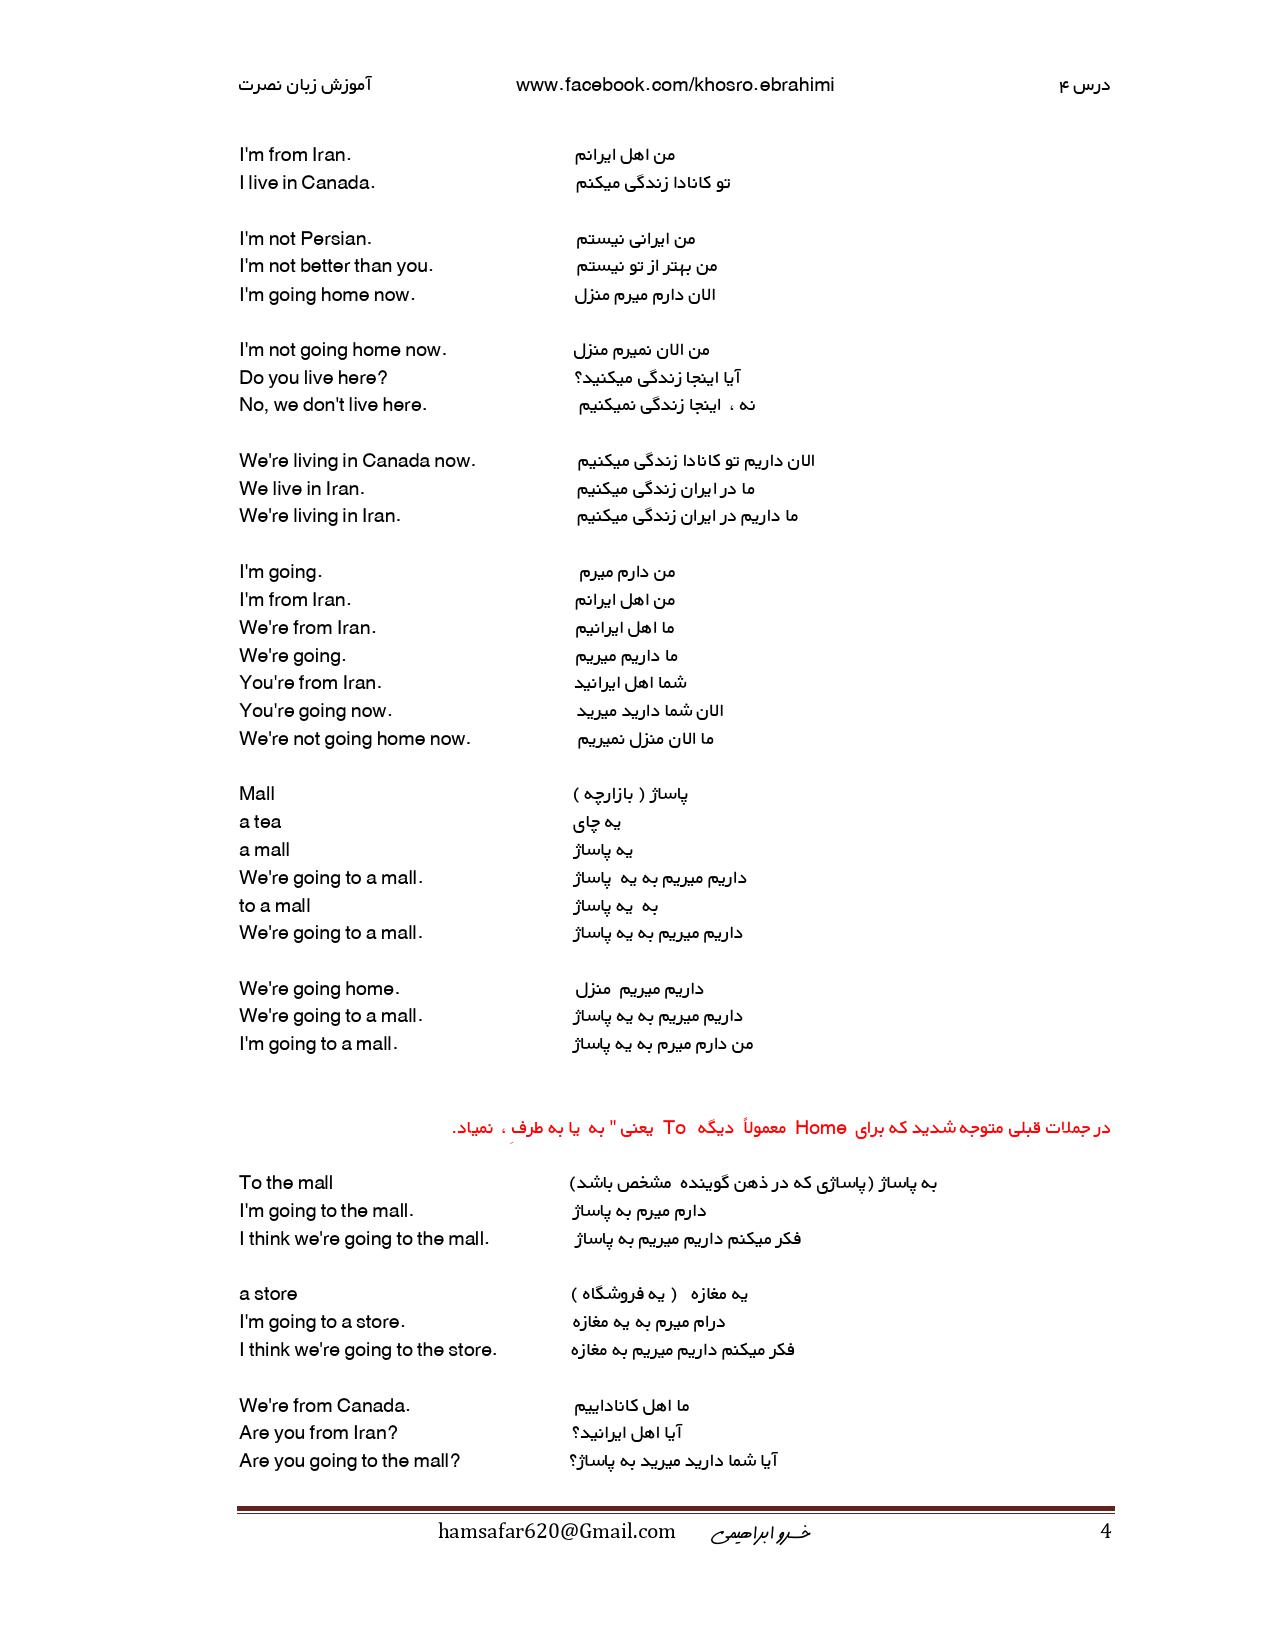 آموزش زبان نصرت www.facebook.com/khosro.ebrahimi درس ۴
I'm from Iran. من اهل ایرانم
I live in Canada. تو کانادا زندگی میکنم
I'm not Persian. من ایرانی نیستم
I'm not better than you. من بهتر از تو نیستم
I'm going home now. الان دارم میرم منزل
I'm not going home now. من الان نمیرم منزل
Do you live here? آیا اینجا زندگی میکنید؟
No, we don't live here. نه ، اینجا زندگی نمیکنیم
We're living in Canada now. الان داریم تو کانادا زندگی میکنیم
We live in Iran. ما در ایران زندگی میکنیم
We're living in Iran. ما داریم در ایران زندگی میکنیم
I'm going. من دارم میرم
I'm from Iran. من اهل ایرانم
We're from Iran. ما اهل ایرانیم
We're going. ما داریم میریم
You're from Iran. شما اهل ایرانید
You're going now. الان شما دارید میرید
We're not going home now. ما الان منزل نمیریم
Mall پاساژ ( بازارچه )
a tea یه چای
a mall یه پاساژ
We're going to a mall. داریم میریم به یه پاساژ
to a mall به یه پاساژ
We're going to a mall. داریم میریم به یه پاساژ
We're going home. داریم میریم منزل
We're going to a mall. داریم میریم به یه پاساژ
I'm going to a mall. من دارم میرم به یه پاساژ
در جملات قبلی متوجه شدید که برای Home معمولاً دیگه To یعنی " به یا به طرفِ ، نمیاد.
To the mall به پاساژ (پاساژی که در ذهن گوینده مشخص باشد)
I'm going to the mall. دارم میرم به پاساژ
I think we're going to the mall. فکر میکنم داریم میریم به پاساژ
a store یه مغازه ( یه فروشگاه )
I'm going to a store. درام میرم به یه مغازه
I think we're going to the store. فکر میکنم داریم میریم به مغازه
We're from Canada. ما اهل کاناداییم
Are you from Iran? آیا اهل ایرانید؟
Are you going to the mall? آیا شما دارید میرید به پاساژ؟
hamsafar620@Gmail.com خسرو ابراهیمی 4